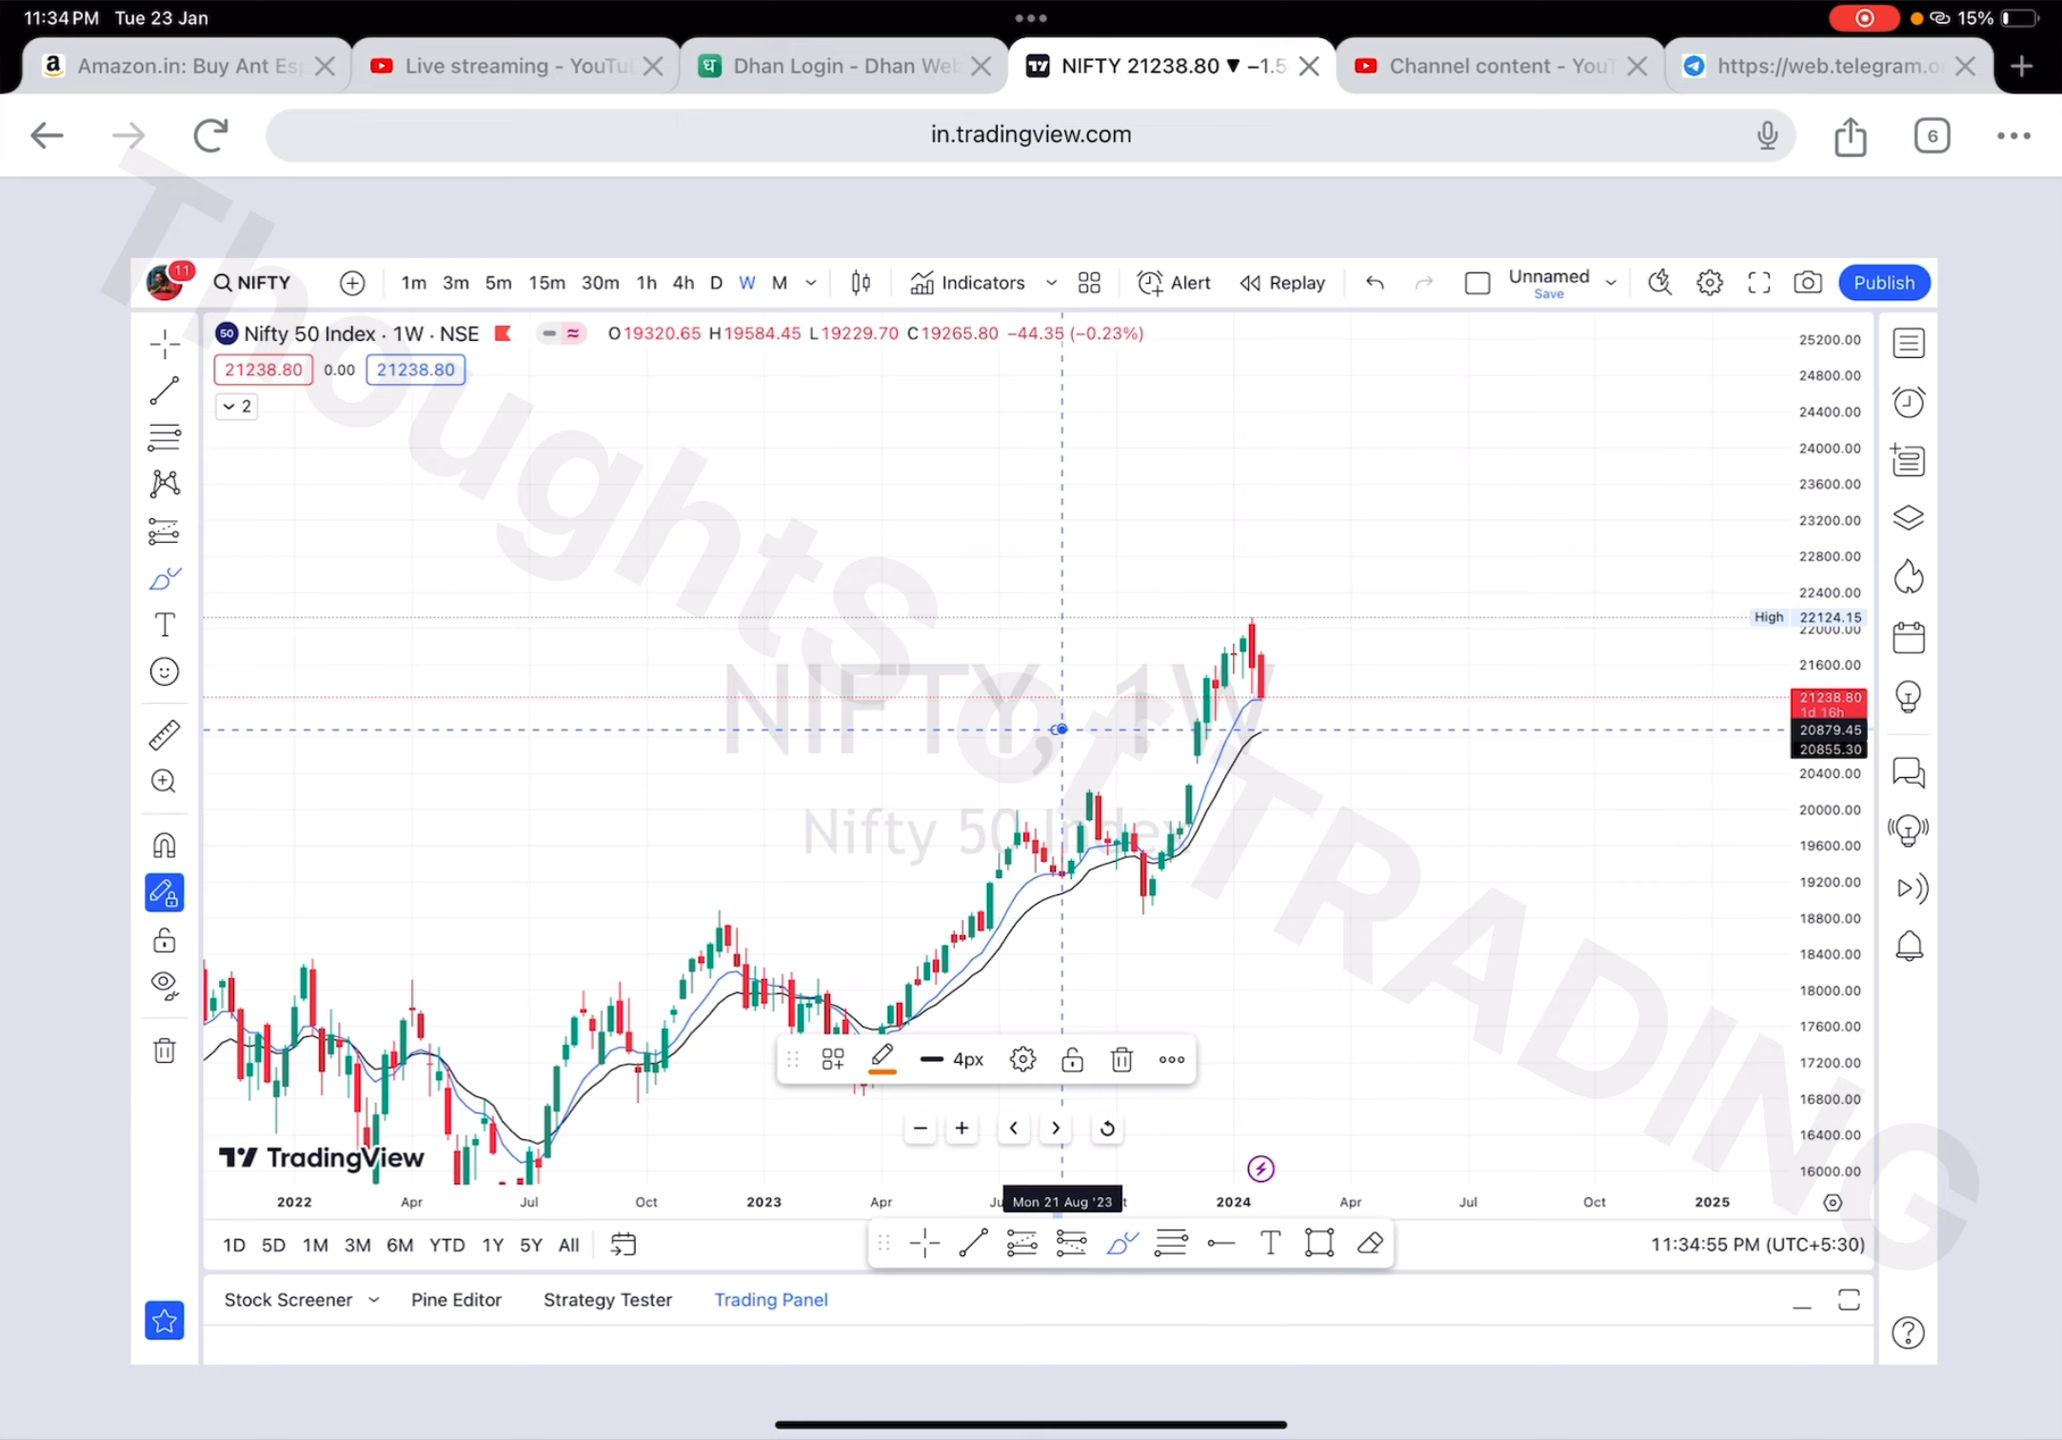 11:34 PM Tue 23 Jan
15%
Amazon.in: Buy Ant Esp
Live streaming - YouTu
Dhan Login - Dhan Web
NIFTY 21238.80 ▼ −1.5
Channel content - YouT
https://web.telegram.o
in.tradingview.com
6
11
NIFTY
1m 3m 5m 15m 30m 1h 4h D W M
Indicators
Alert
Replay
Unnamed
Save
Publish
50 Nifty 50 Index · 1W · NSE
O19320.65 H19584.45 L19229.70 C19265.80 −44.35 (−0.23%)
21238.80 0.00 21238.80
2
25200.00
24800.00
24400.00
24000.00
23600.00
23200.00
22800.00
22400.00
High 22124.15
22000.00
21600.00
21238.80
1d 16h
20879.45
20855.30
20400.00
20000.00
19600.00
19200.00
18800.00
18400.00
18000.00
17600.00
17200.00
16800.00
16400.00
16000.00
NIFTY, 1W
Nifty 50 Index
ThoughtS of TRADING
4px
TradingView
2022 Apr Jul Oct 2023 Apr Mon 21 Aug '23 2024 Apr Jul Oct 2025
1D 5D 1M 3M 6M YTD 1Y 5Y All
11:34:55 PM (UTC+5:30)
Stock Screener Pine Editor Strategy Tester Trading Panel